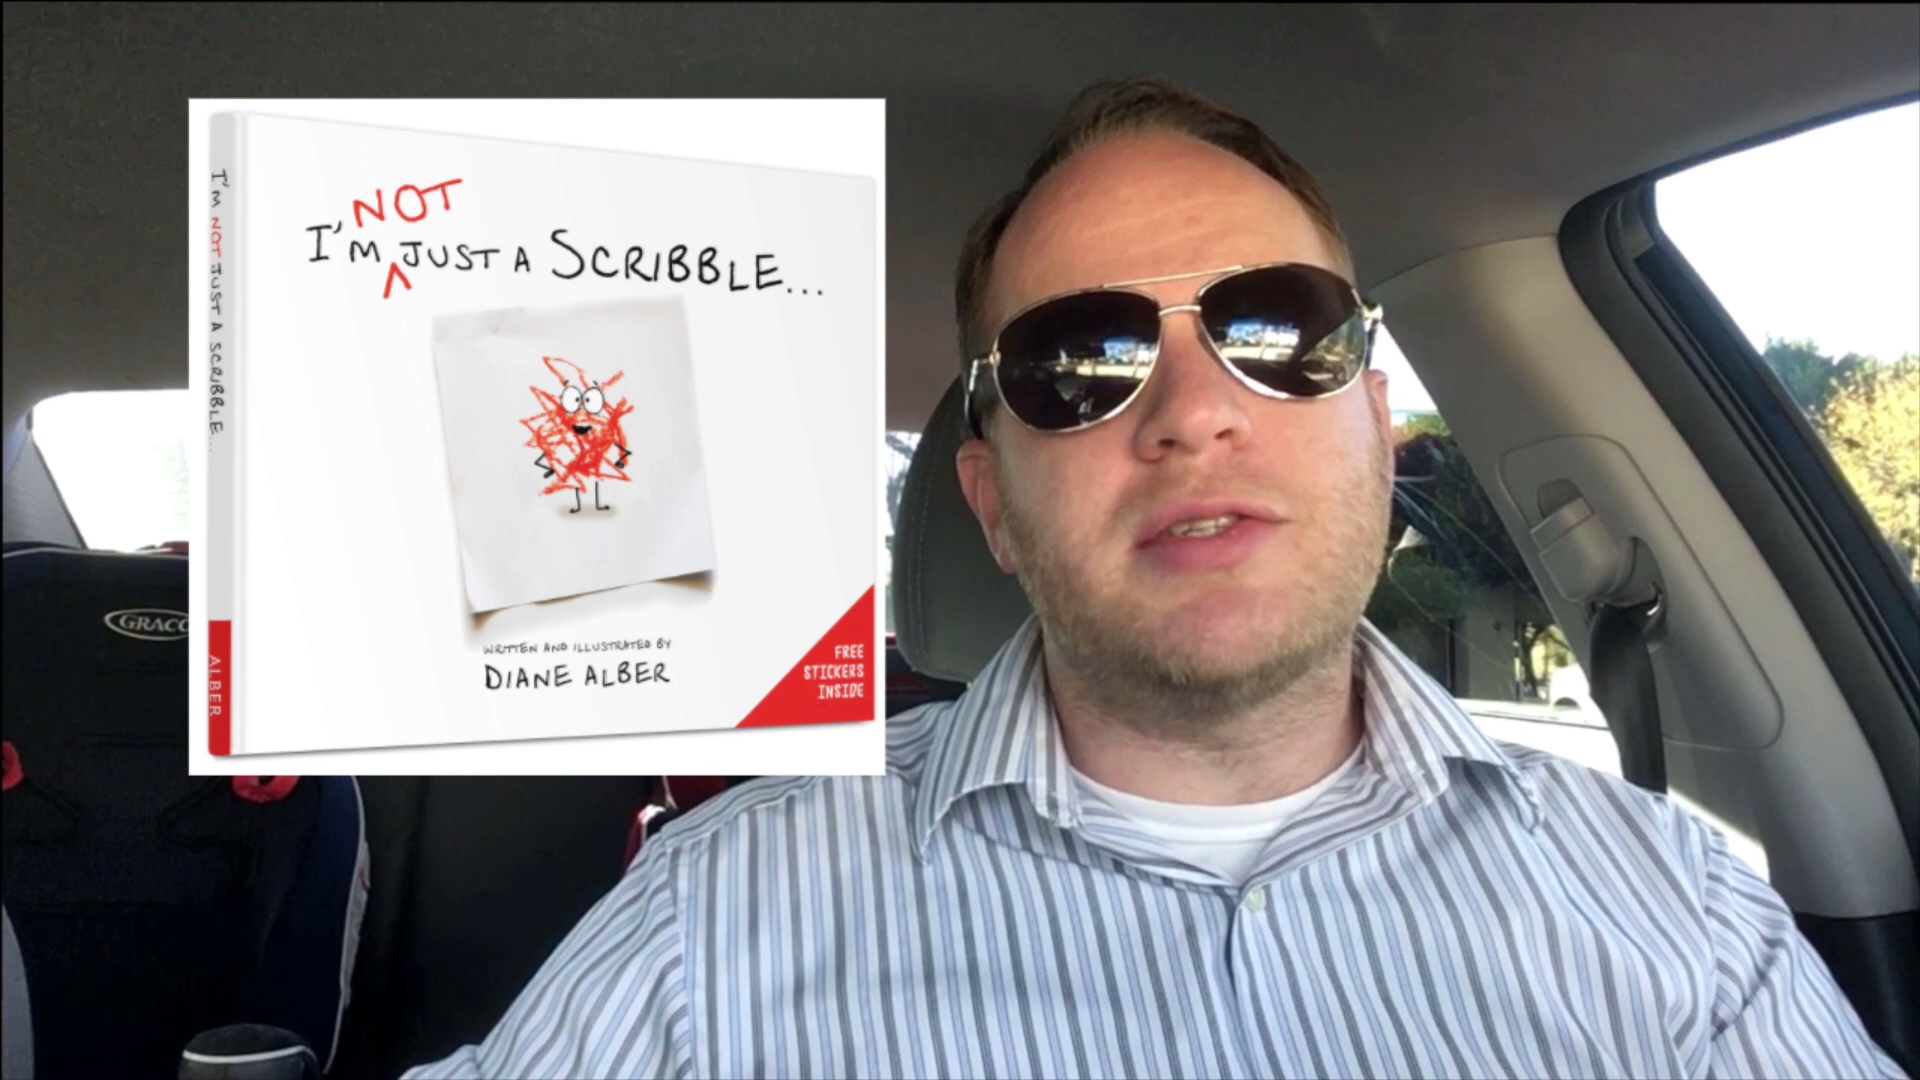 NOT
I'M ^ JUST A SCRIBBLE...
WRITTEN AND ILLUSTRATED BY
DIANE ALBER
FREE
STICKERS
INSIDE
I'M NOT JUST A SCRIBBLE...
ALBER
GRACO